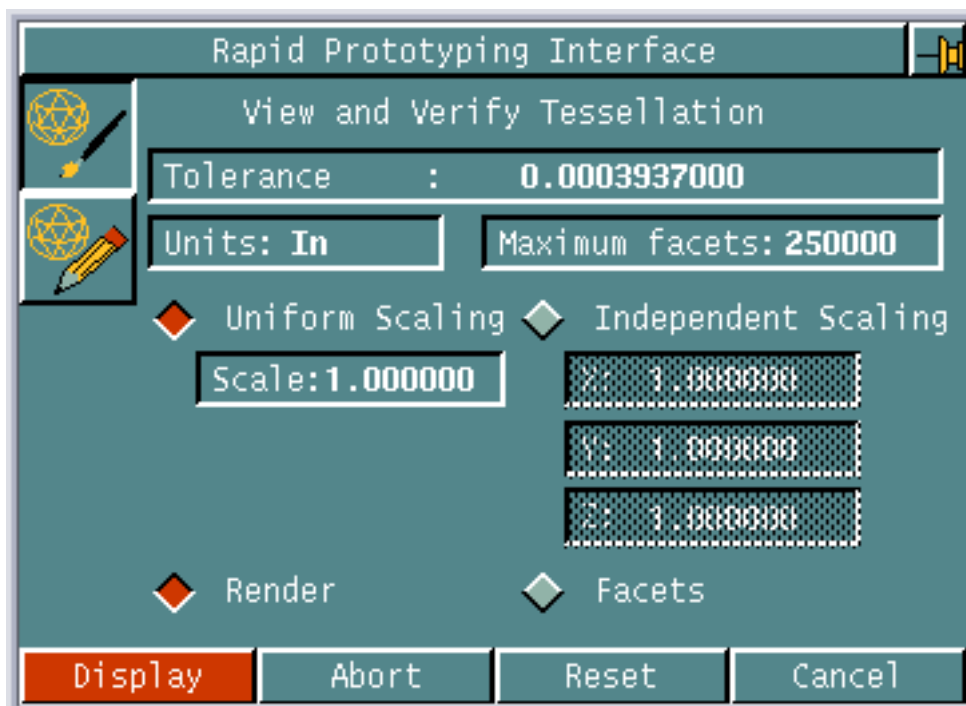 Rapid Prototyping Interface
View and Verify Tessellation
Tolerance : 0.0003937000
Units: In Maximum facets: 250000
Uniform Scaling Independent Scaling
Scale:1.000000 X: 1.000000
Y: 1.000000
Z: 1.000000
Render Facets
Display Abort Reset Cancel